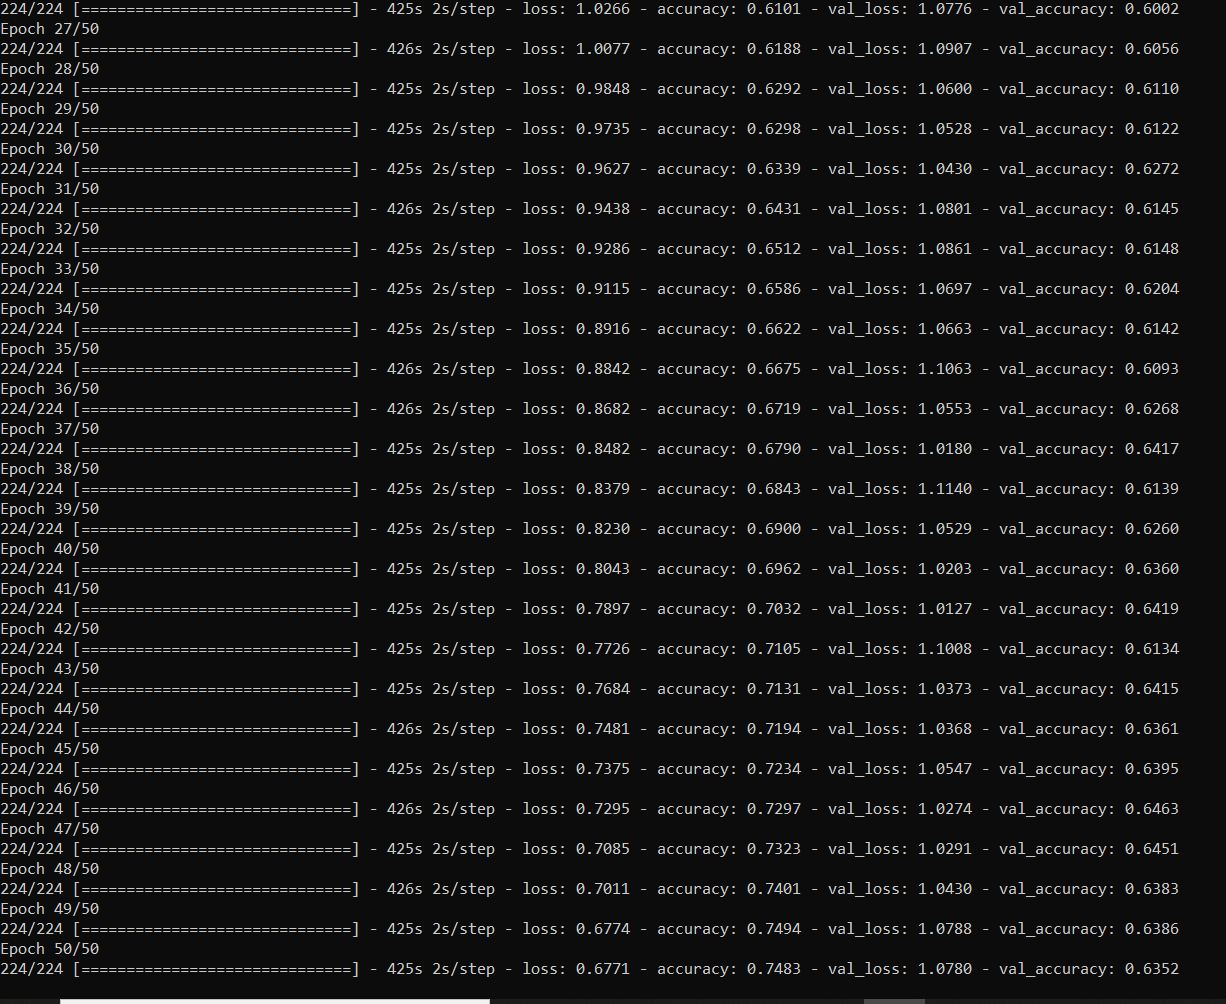 224/224 [==============================] - 425s 2s/step - loss: 1.0266 - accuracy: 0.6101 - val_loss: 1.0776 - val_accuracy: 0.6002
Epoch 27/50
224/224 [==============================] - 426s 2s/step - loss: 1.0077 - accuracy: 0.6188 - val_loss: 1.0907 - val_accuracy: 0.6056
Epoch 28/50
224/224 [==============================] - 425s 2s/step - loss: 0.9848 - accuracy: 0.6292 - val_loss: 1.0600 - val_accuracy: 0.6110
Epoch 29/50
224/224 [==============================] - 425s 2s/step - loss: 0.9735 - accuracy: 0.6298 - val_loss: 1.0528 - val_accuracy: 0.6122
Epoch 30/50
224/224 [==============================] - 425s 2s/step - loss: 0.9627 - accuracy: 0.6339 - val_loss: 1.0430 - val_accuracy: 0.6272
Epoch 31/50
224/224 [==============================] - 426s 2s/step - loss: 0.9438 - accuracy: 0.6431 - val_loss: 1.0801 - val_accuracy: 0.6145
Epoch 32/50
224/224 [==============================] - 425s 2s/step - loss: 0.9286 - accuracy: 0.6512 - val_loss: 1.0861 - val_accuracy: 0.6148
Epoch 33/50
224/224 [==============================] - 425s 2s/step - loss: 0.9115 - accuracy: 0.6586 - val_loss: 1.0697 - val_accuracy: 0.6204
Epoch 34/50
224/224 [==============================] - 425s 2s/step - loss: 0.8916 - accuracy: 0.6622 - val_loss: 1.0663 - val_accuracy: 0.6142
Epoch 35/50
224/224 [==============================] - 426s 2s/step - loss: 0.8842 - accuracy: 0.6675 - val_loss: 1.1063 - val_accuracy: 0.6093
Epoch 36/50
224/224 [==============================] - 426s 2s/step - loss: 0.8682 - accuracy: 0.6719 - val_loss: 1.0553 - val_accuracy: 0.6268
Epoch 37/50
224/224 [==============================] - 425s 2s/step - loss: 0.8482 - accuracy: 0.6790 - val_loss: 1.0180 - val_accuracy: 0.6417
Epoch 38/50
224/224 [==============================] - 425s 2s/step - loss: 0.8379 - accuracy: 0.6843 - val_loss: 1.1140 - val_accuracy: 0.6139
Epoch 39/50
224/224 [==============================] - 425s 2s/step - loss: 0.8230 - accuracy: 0.6900 - val_loss: 1.0529 - val_accuracy: 0.6260
Epoch 40/50
224/224 [==============================] - 425s 2s/step - loss: 0.8043 - accuracy: 0.6962 - val_loss: 1.0203 - val_accuracy: 0.6360
Epoch 41/50
224/224 [==============================] - 425s 2s/step - loss: 0.7897 - accuracy: 0.7032 - val_loss: 1.0127 - val_accuracy: 0.6419
Epoch 42/50
224/224 [==============================] - 425s 2s/step - loss: 0.7726 - accuracy: 0.7105 - val_loss: 1.1008 - val_accuracy: 0.6134
Epoch 43/50
224/224 [==============================] - 425s 2s/step - loss: 0.7684 - accuracy: 0.7131 - val_loss: 1.0373 - val_accuracy: 0.6415
Epoch 44/50
224/224 [==============================] - 426s 2s/step - loss: 0.7481 - accuracy: 0.7194 - val_loss: 1.0368 - val_accuracy: 0.6361
Epoch 45/50
224/224 [==============================] - 425s 2s/step - loss: 0.7375 - accuracy: 0.7234 - val_loss: 1.0547 - val_accuracy: 0.6395
Epoch 46/50
224/224 [==============================] - 426s 2s/step - loss: 0.7295 - accuracy: 0.7297 - val_loss: 1.0274 - val_accuracy: 0.6463
Epoch 47/50
224/224 [==============================] - 425s 2s/step - loss: 0.7085 - accuracy: 0.7323 - val_loss: 1.0291 - val_accuracy: 0.6451
Epoch 48/50
224/224 [==============================] - 426s 2s/step - loss: 0.7011 - accuracy: 0.7401 - val_loss: 1.0430 - val_accuracy: 0.6383
Epoch 49/50
224/224 [==============================] - 425s 2s/step - loss: 0.6774 - accuracy: 0.7494 - val_loss: 1.0788 - val_accuracy: 0.6386
Epoch 50/50
224/224 [==============================] - 425s 2s/step - loss: 0.6771 - accuracy: 0.7483 - val_loss: 1.0780 - val_accuracy: 0.6352